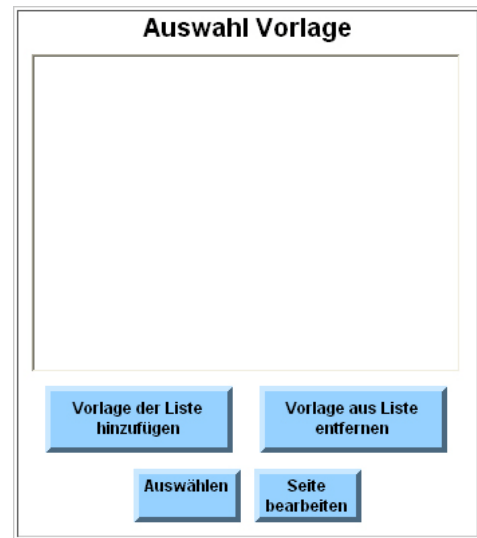 Auswahl Vorlage
Vorlage der Liste
hinzufügen
Vorlage aus Liste
entfernen
Auswählen
Seite
bearbeiten